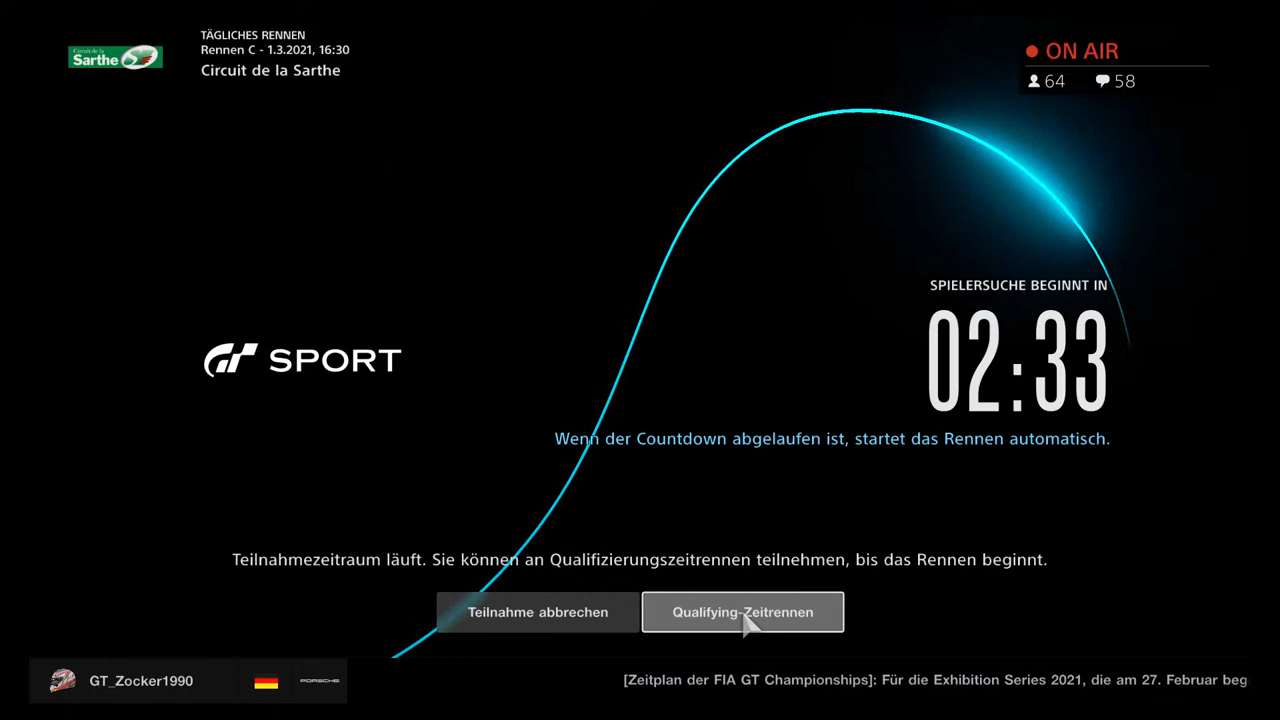 Circuit de la
Sarthe
TÄGLICHES RENNEN
Rennen C - 1.3.2021, 16:30
Circuit de la Sarthe
ON AIR
64 58
SPIELERSUCHE BEGINNT IN
02:33
GT SPORT
Wenn der Countdown abgelaufen ist, startet das Rennen automatisch.
Teilnahmezeitraum läuft. Sie können an Qualifizierungszeitrennen teilnehmen, bis das Rennen beginnt.
Teilnahme abbrechen Qualifying-Zeitrennen
GT_Zocker1990 PORSCHE [Zeitplan der FIA GT Championships]: Für die Exhibition Series 2021, die am 27. Februar beg